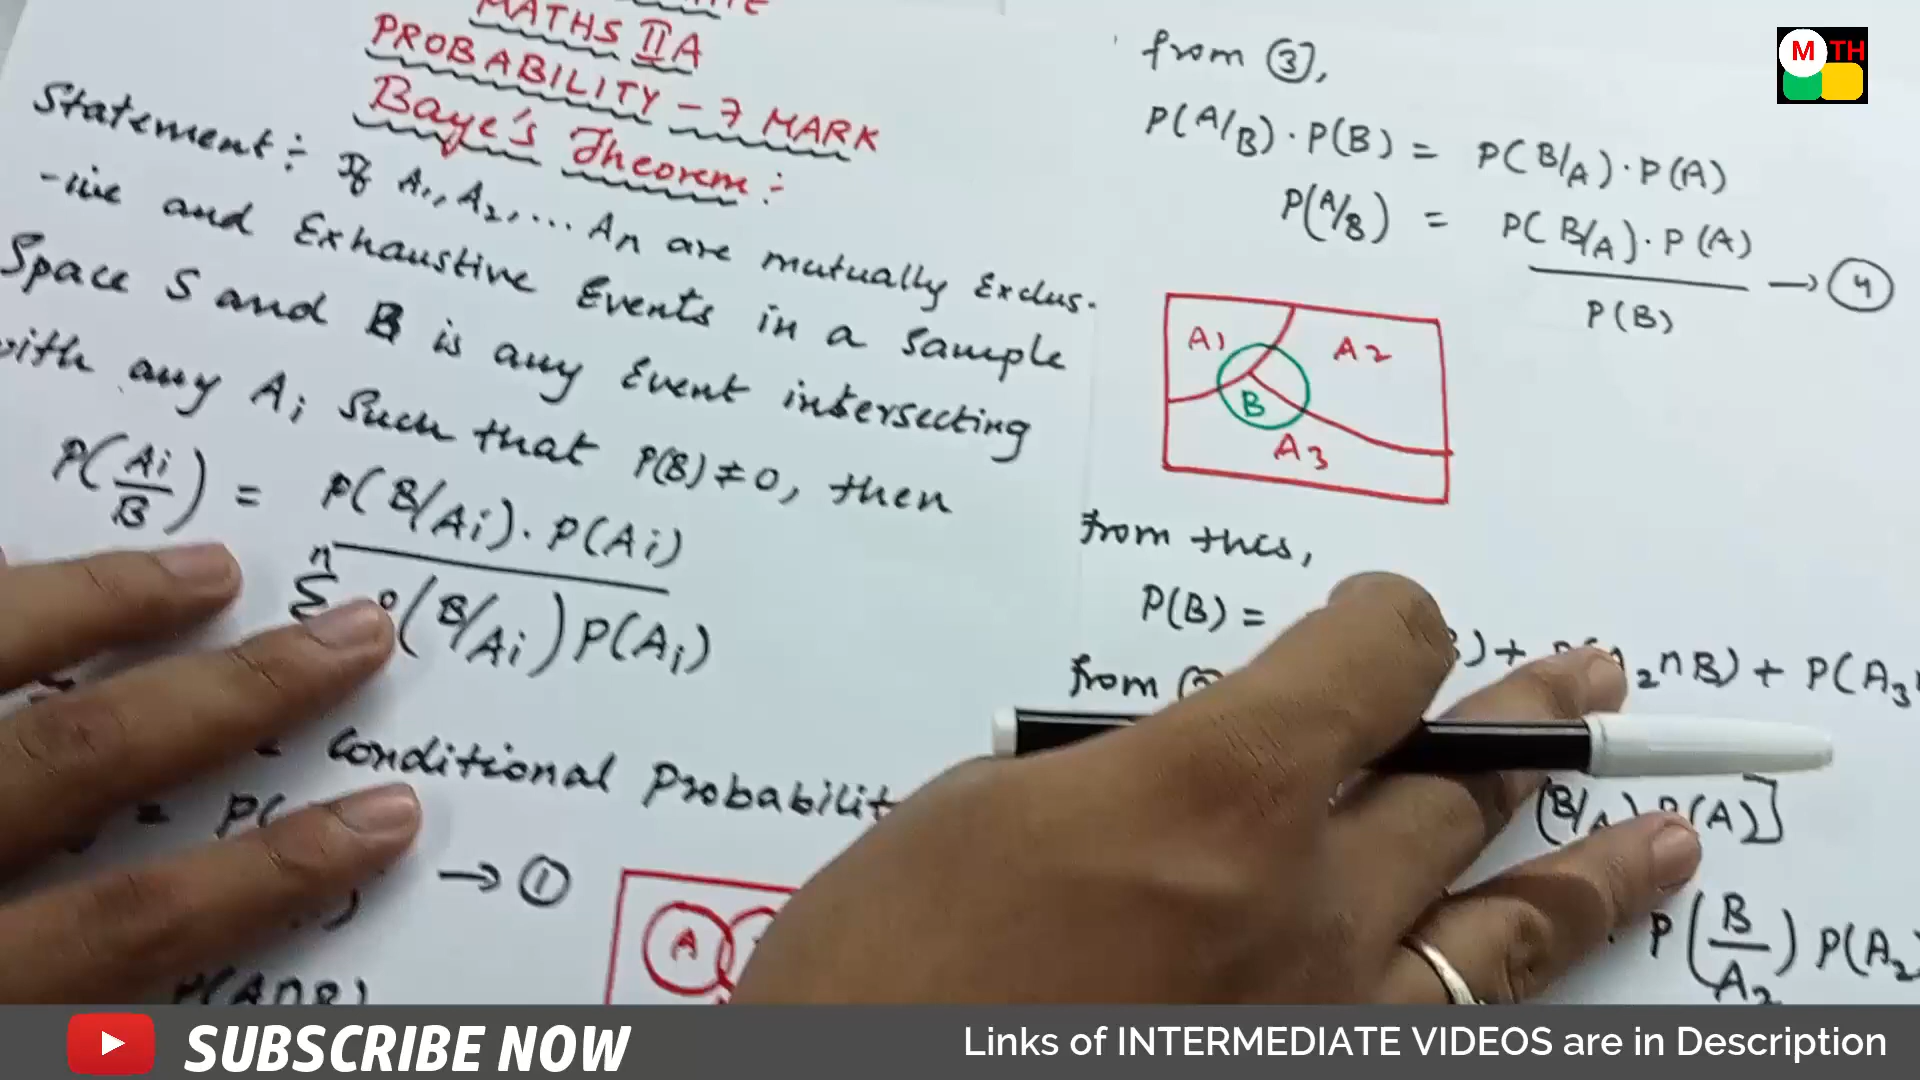 MATHS IIA
PROBABILITY - 7 MARK
Baye's Theorem :-
Statement :- If A1, A2, ... An are mutually Exclus-
-ive and Exhaustive Events in a Sample
Space S and B is any Event intersecting
with any Ai Such that P(B) ≠ 0, then
P(Ai/B) = P(B/Ai) . P(Ai)
n
Σ P(B/Ai) P(Ai)
Conditional Probabilit
= P(
→ ①
A
P(A∩B)
from ③,
P(A/B) . P(B) = P(B/A) . P(A)
P(A/B) = P(B/A) . P(A) → ④
P(B)
A1
A2
B
A3
from this,
P(B) =
B) + P(A2∩B) + P(A3
from
(B/A) P(A)]
P(B/A2) P(A2)
M TH
SUBSCRIBE NOW
Links of INTERMEDIATE VIDEOS are in Description